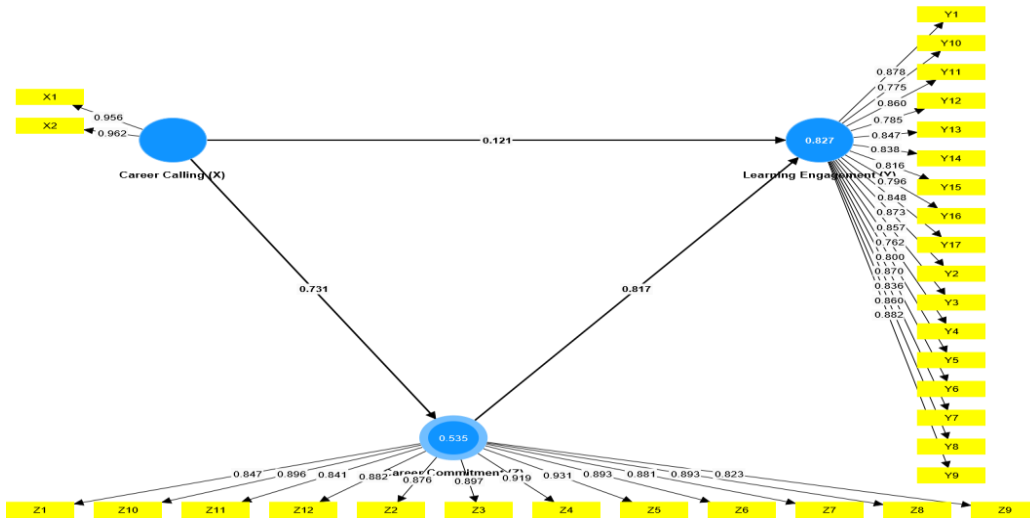 Y1
Y10
0.878
Y11
0.775
X1
0.860
Y12
0.956
0.785
X2
0.962
0.847
Y13
0.121
0.827
0.838
Y14
Career Calling (X)
Learning Engagement (Y)
0.816
Y15
0.796
0.848
Y16
0.873
0.857
Y17
0.762
0.800
Y2
0.870
0.731
0.817
0.836
Y3
0.860
0.882
Y4
Y5
Y6
Y7
0.535
Y8
Career Commitment (Z)
0.847
0.896
0.841
0.882
0.876
0.897
0.919
0.931
0.893
0.881
0.893
0.823
Y9
Z1
Z10
Z11
Z12
Z2
Z3
Z4
Z5
Z6
Z7
Z8
Z9